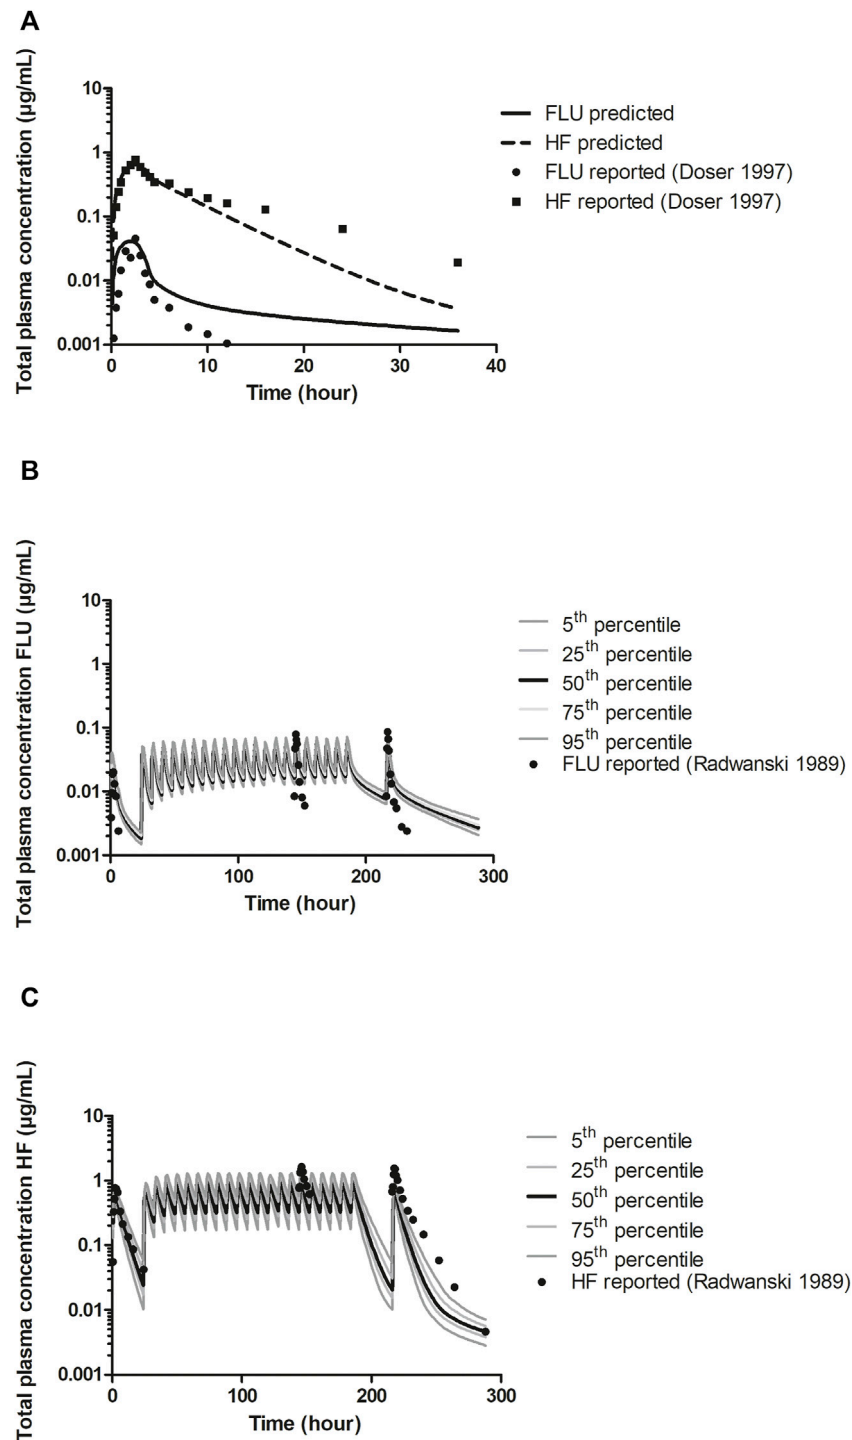 A
Total plasma concentration (µg/mL)
10
1
0.1
0.01
0.001
0 10 20 30 40
Time (hour)
FLU predicted
HF predicted
FLU reported (Doser 1997)
HF reported (Doser 1997)
B
Total plasma concentration FLU (µg/mL)
10
1
0.1
0.01
0.001
0 100 200 300
Time (hour)
5th percentile
25th percentile
50th percentile
75th percentile
95th percentile
FLU reported (Radwanski 1989)
C
Total plasma concentration HF (µg/mL)
10
1
0.1
0.01
0.001
0 100 200 300
Time (hour)
5th percentile
25th percentile
50th percentile
75th percentile
95th percentile
HF reported (Radwanski 1989)